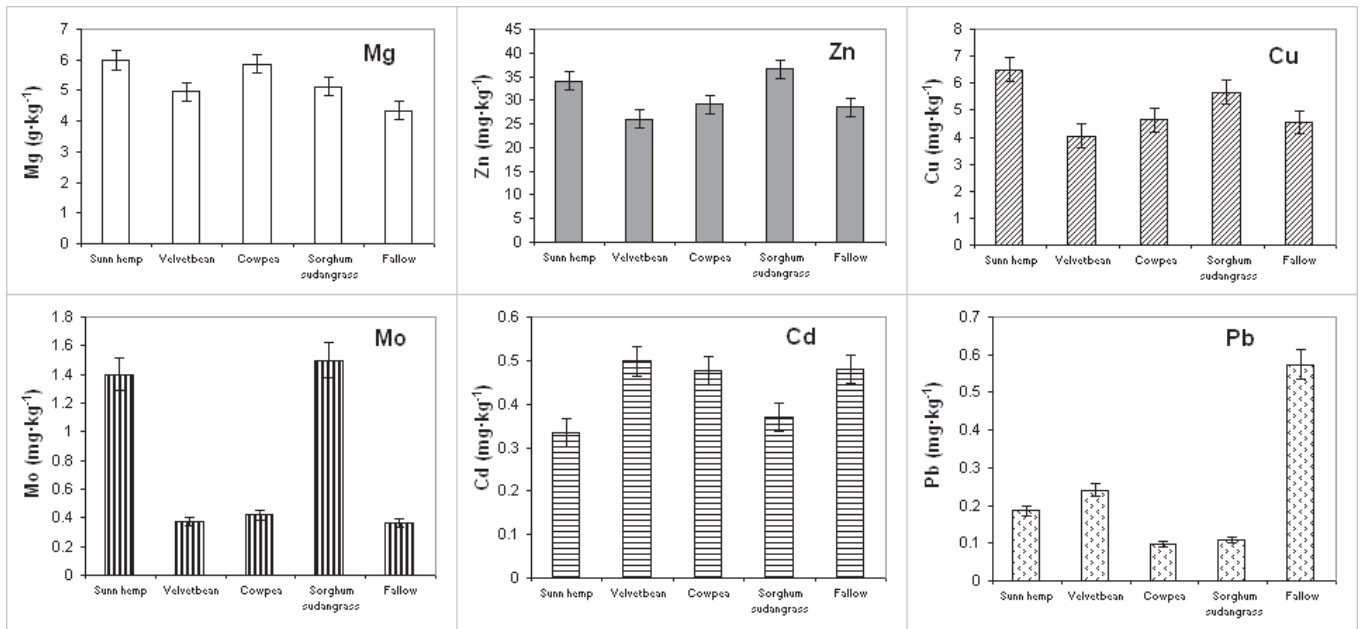 Mg
Mg (g·kg-1)
7
6
5
4
3
2
1
0
Sunn hemp Velvetbean Cowpea Sorghum sudangrass Fallow
Zn
Zn (mg·kg-1)
45
40
35
30
25
20
15
10
5
0
Sunn hemp Velvetbean Cowpea Sorghum sudangrass Fallow
Cu
Cu (mg·kg-1)
8
7
6
5
4
3
2
1
0
Sunn hemp Velvetbean Cowpea Sorghum sudangrass Fallow
Mo
Mo (mg·kg-1)
1.8
1.6
1.4
1.2
1
0.8
0.6
0.4
0.2
0
Sunn hemp Velvetbean Cowpea Sorghum sudangrass Fallow
Cd
Cd (mg·kg-1)
0.6
0.5
0.4
0.3
0.2
0.1
0
Sunn hemp Velvetbean Cowpea Sorghum sudangrass Fallow
Pb
Pb (mg·kg-1)
0.7
0.6
0.5
0.4
0.3
0.2
0.1
0
Sunn hemp Velvetbean Cowpea Sorghum sudangrass Fallow